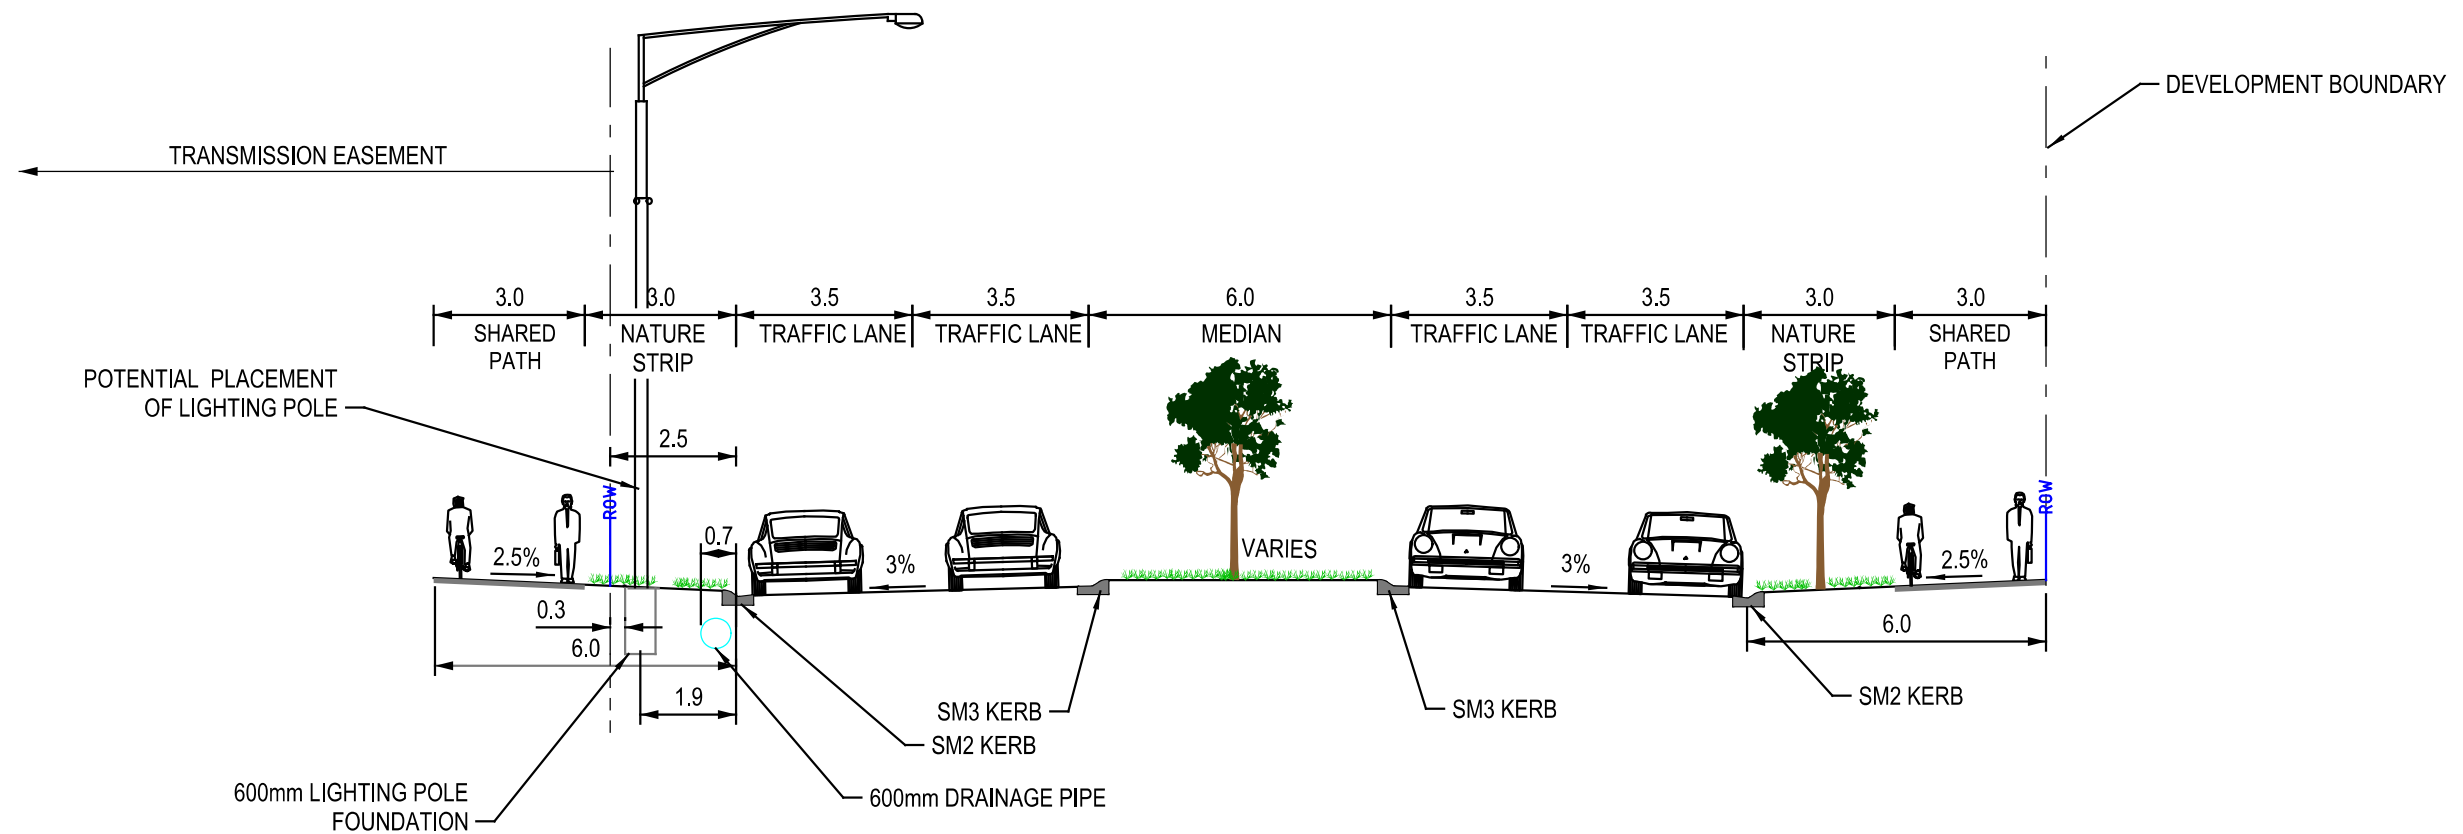 DEVELOPMENT BOUNDARY
TRANSMISSION EASEMENT
3.0 3.0 3.5 3.5 6.0 3.5 3.5 3.0 3.0
SHARED NATURE TRAFFIC LANE TRAFFIC LANE MEDIAN TRAFFIC LANE TRAFFIC LANE NATURE SHARED
PATH STRIP STRIP PATH
POTENTIAL PLACEMENT
OF LIGHTING POLE
2.5
ROW ROW
0.7
2.5% 3% VARIES 3% 2.5%
0.3
6.0 6.0
1.9
SM3 KERB SM3 KERB SM2 KERB
SM2 KERB
600mm LIGHTING POLE
FOUNDATION
600mm DRAINAGE PIPE